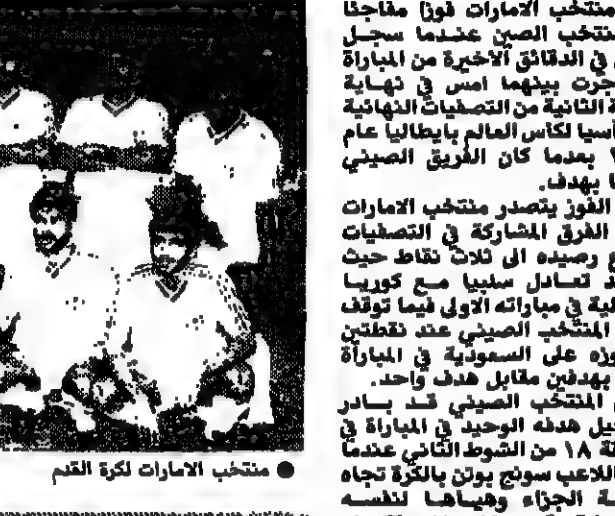 منتخب الامارات فوزا مفاجئا
منتخب الصين عندما سجل
في الدقائق الاخيرة من المباراة
جرت بينهما امس في نهاية
الثانية من التصفيات النهائية
آسيا لكأس العالم بايطاليا عام
بعدما كان الفريق الصيني
بهدف.
الفوز يتصدر منتخب الامارات
الفرق المشاركة في التصفيات
رصيده الى ثلاث نقاط حيث
تعادل سلبيا مع كوريا
في مباراته الاولى فيما توقف
المنتخب الصيني عند نقطتين
على السعودية في المباراة
بهدفين مقابل هدف واحد.
المنتخب الصيني قد بادر
هدفه الوحيد في المباراة في
١٨ من الشوط الثاني عندما
اللاعب سونج بوتن بالكرة تجاه
الجزاء وهياها لنفسه
● منتخب الامارات لكرة القدم